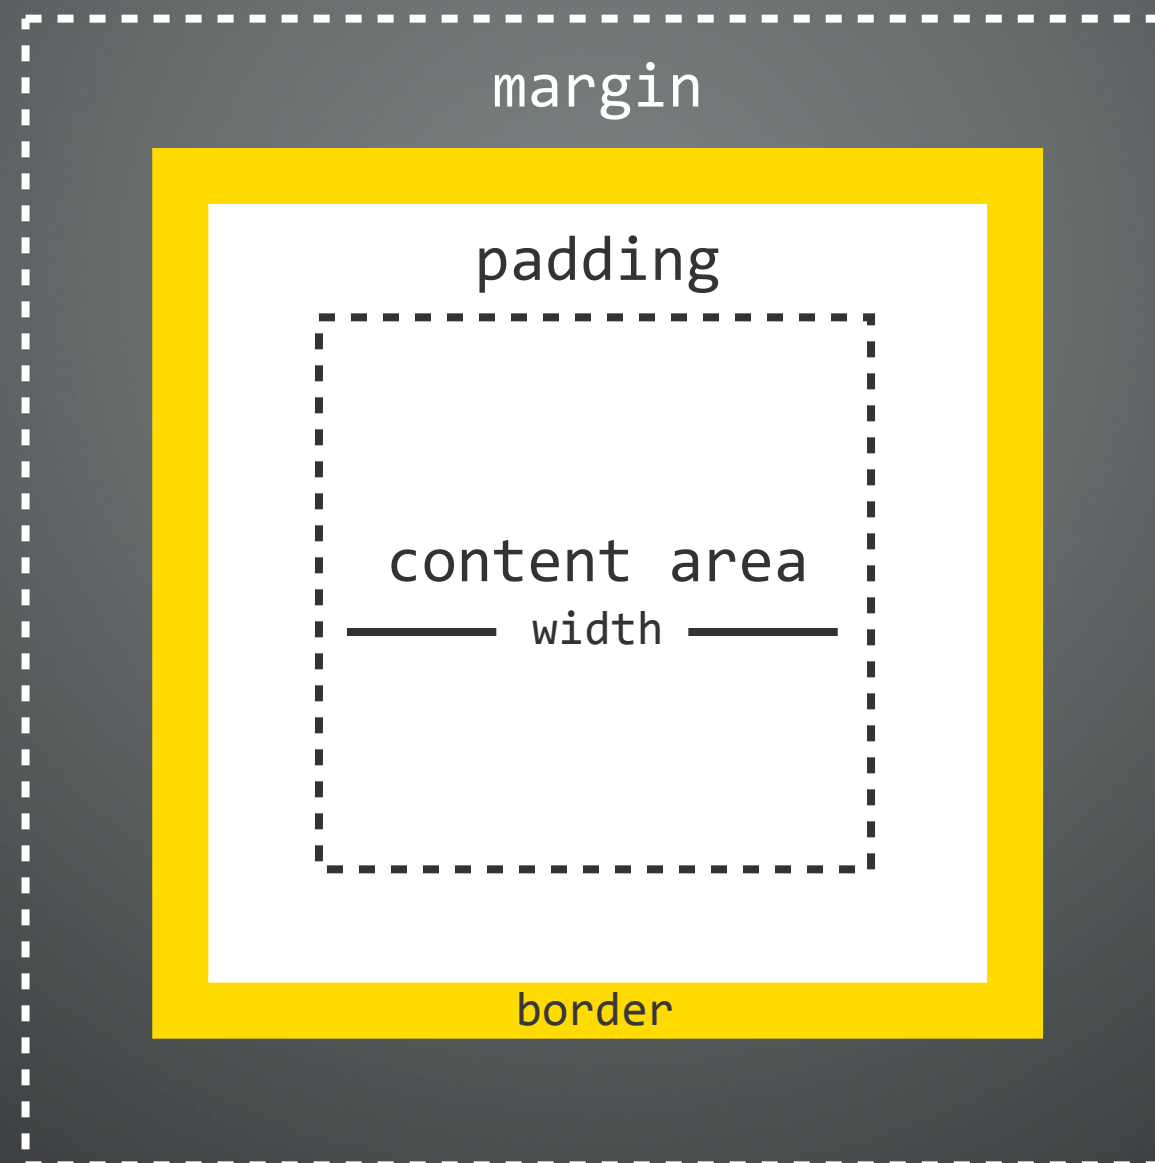 margin
padding
content area
width
border